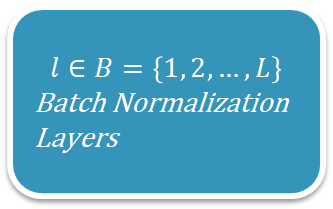 l ∈ B = {1, 2, … , L}
Batch Normalization
Layers